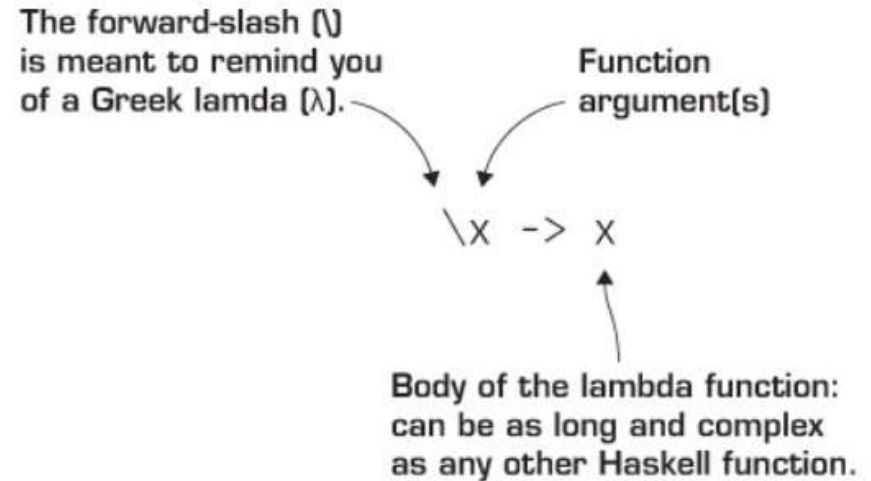 The forward-slash (\)
is meant to remind you
of a Greek lamda (λ).
Function
argument(s)
\x -> x
Body of the lambda function:
can be as long and complex
as any other Haskell function.